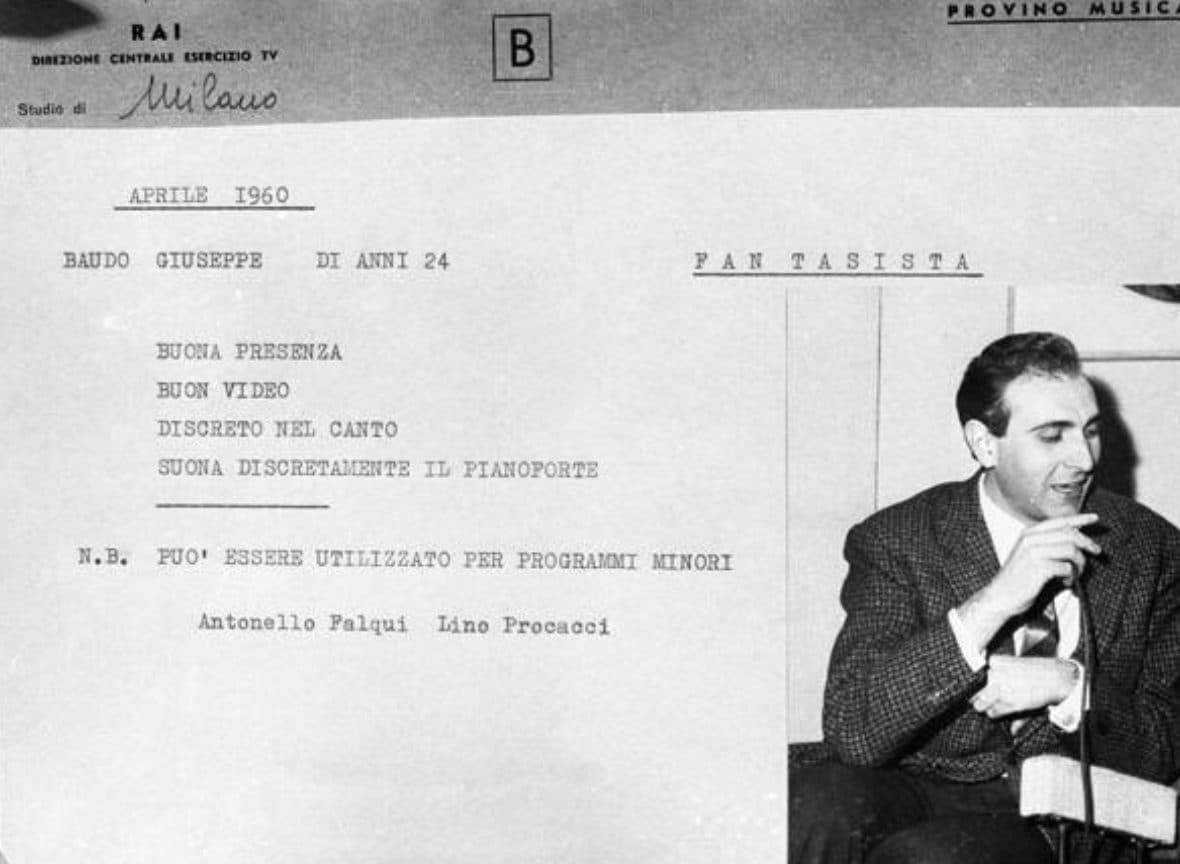 RAI
DIREZIONE CENTRALE ESERCIZIO TV
Studio di Milano
B
PROVINO MUSICA
APRILE 1960
BAUDO GIUSEPPE DI ANNI 24
FANTASISTA
BUONA PRESENZA
BUON VIDEO
DISCRETO NEL CANTO
SUONA DISCRETAMENTE IL PIANOFORTE
N.B. PUO' ESSERE UTILIZZATO PER PROGRAMMI MINORI
Antonello Falqui Lino Procacci